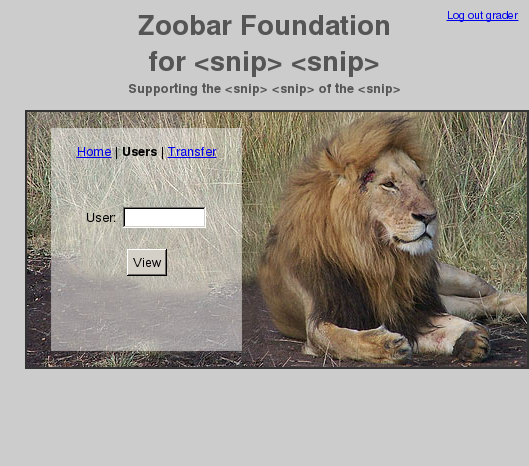 Log out grader
Zoobar Foundation
for <snip> <snip>
Supporting the <snip> <snip> of the <snip>
Home | Users | Transfer
User:
View